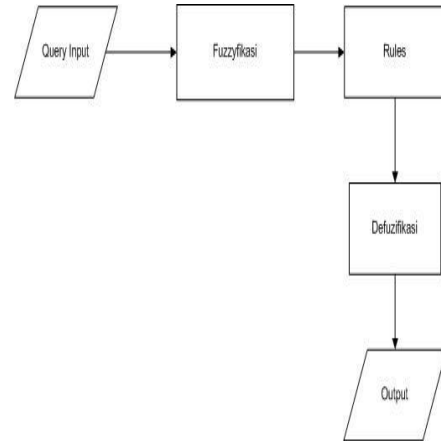 Query Input
Fuzzyfikasi
Rules
Defuzifikasi
Output